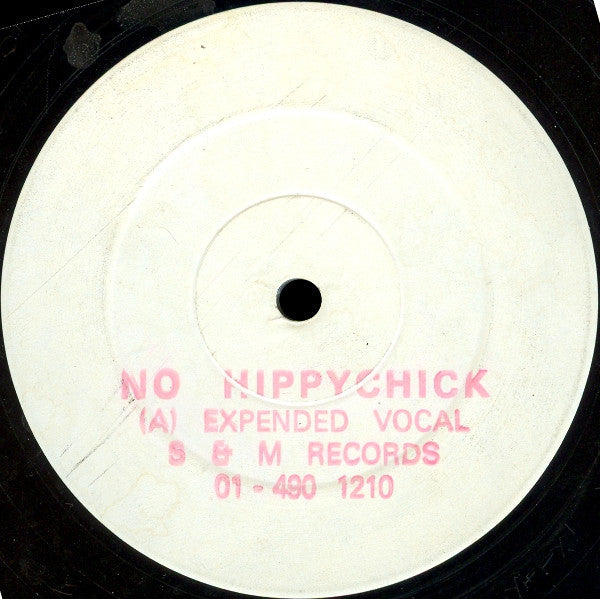 NO HIPPYCHICK
(A) EXPENDED VOCAL
S & M RECORDS
01-490 1210